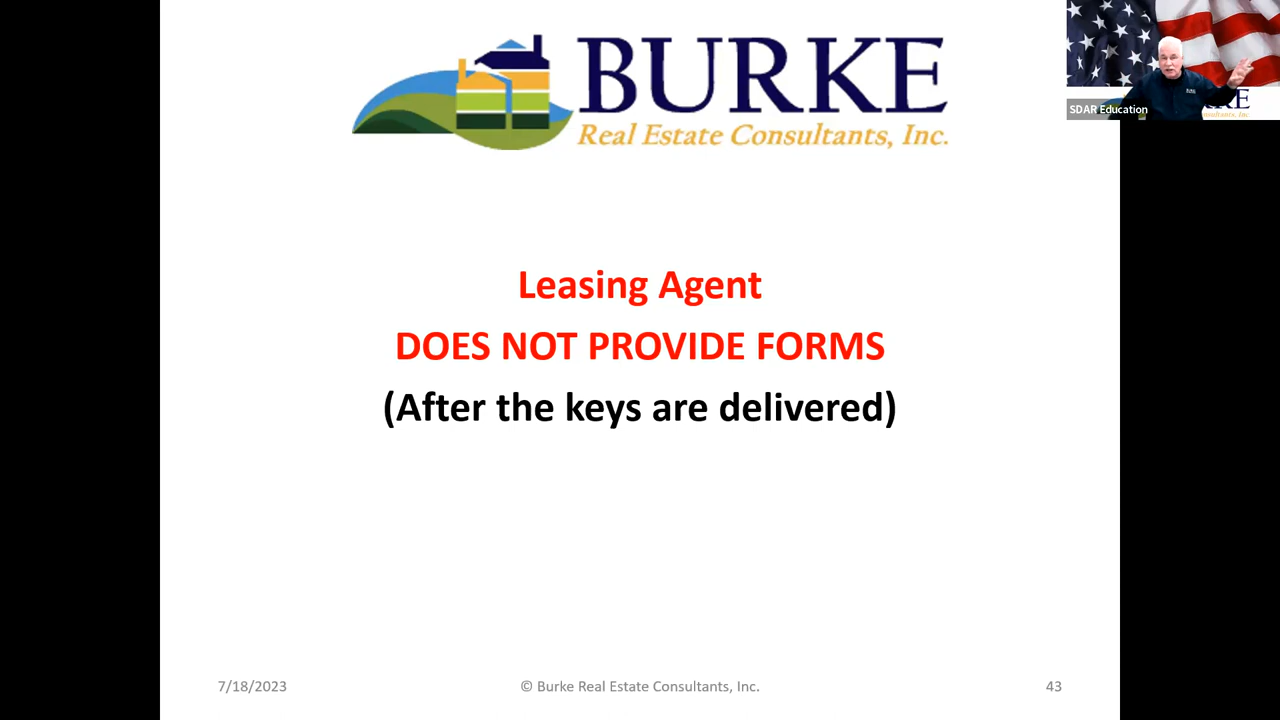 BURKE
Real Estate Consultants, Inc.
SDAR Education
Leasing Agent
DOES NOT PROVIDE FORMS
(After the keys are delivered)
7/18/2023
© Burke Real Estate Consultants, Inc.
43